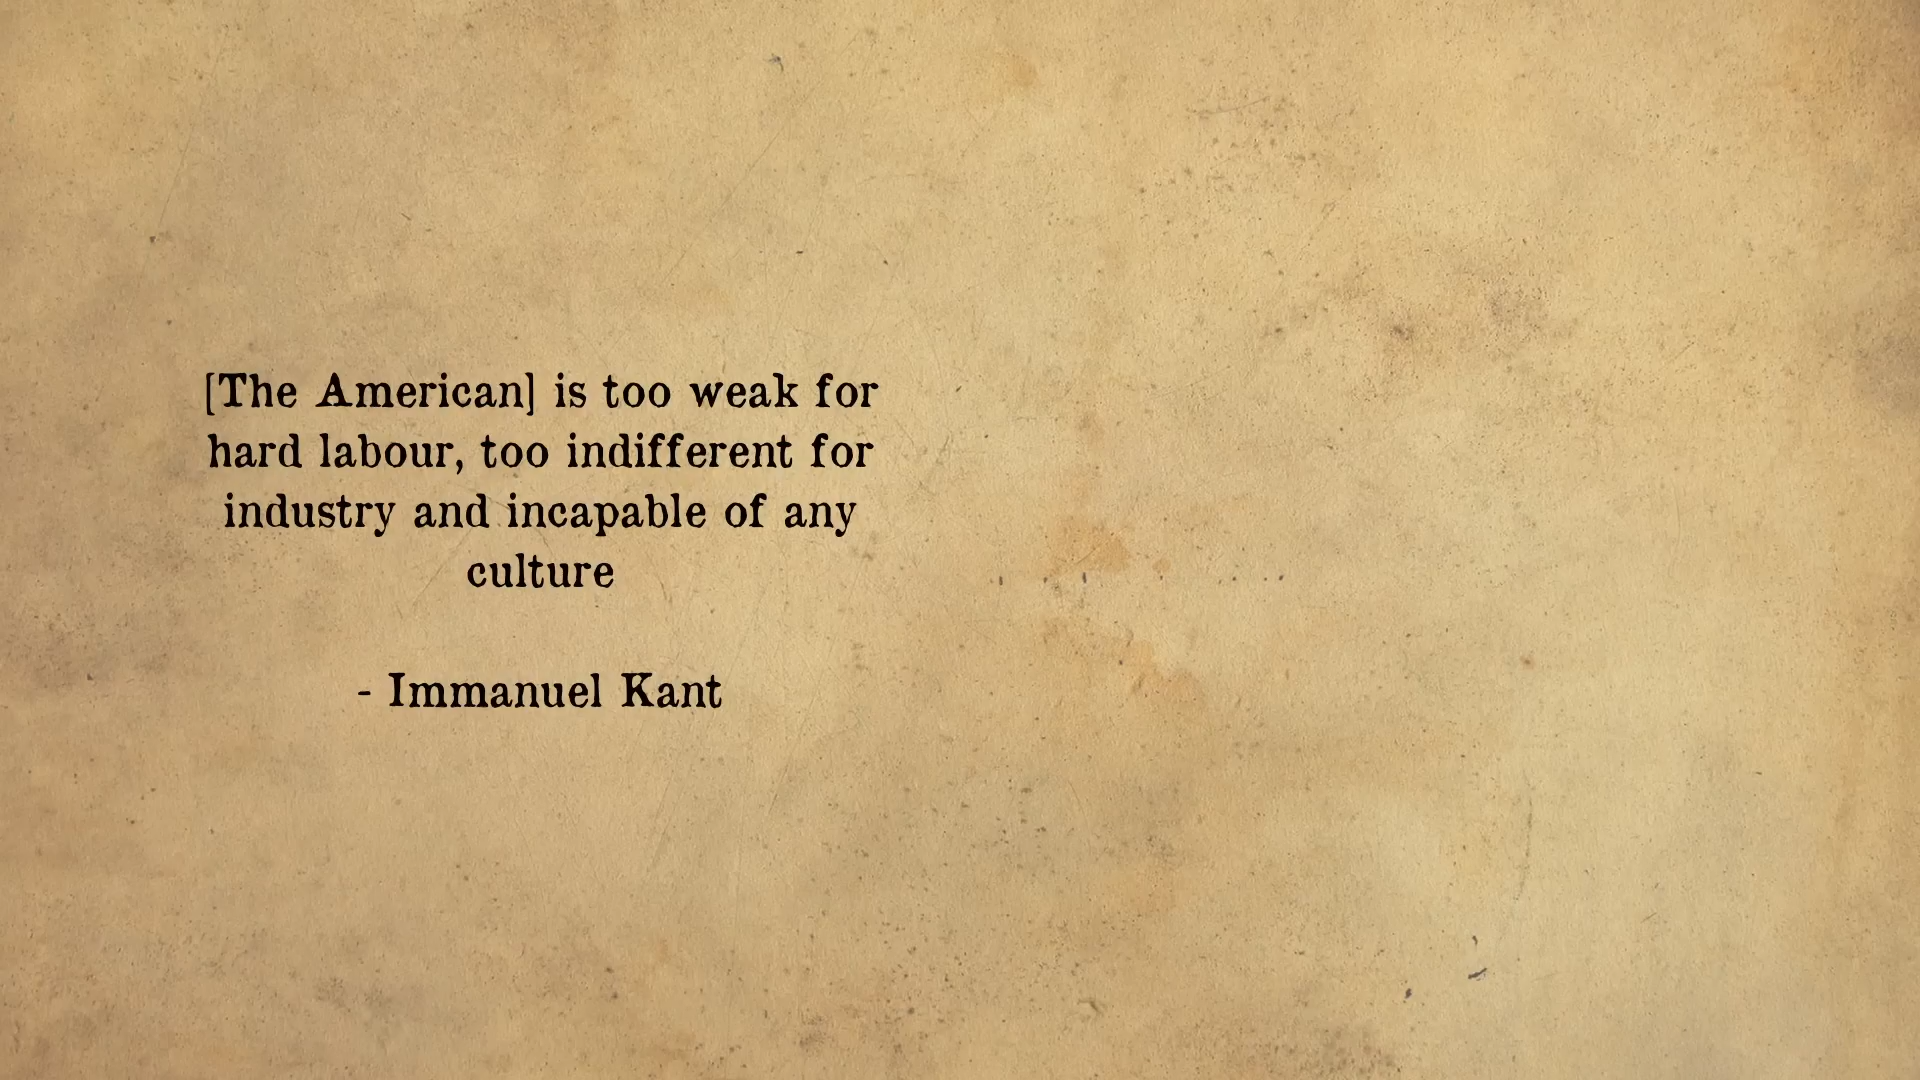 [The American] is too weak for
hard labour, too indifferent for
industry and incapable of any
culture
- Immanuel Kant